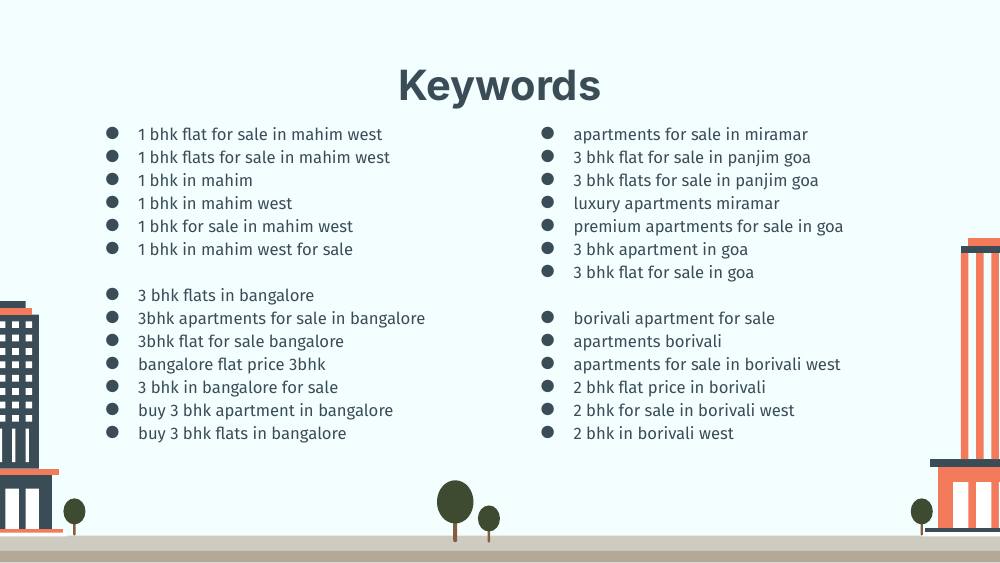 Keywords
● 1 bhk flat for sale in mahim west
● 1 bhk flats for sale in mahim west
● 1 bhk in mahim
● 1 bhk in mahim west
● 1 bhk for sale in mahim west
● 1 bhk in mahim west for sale
● 3 bhk flats in bangalore
● 3bhk apartments for sale in bangalore
● 3bhk flat for sale bangalore
● bangalore flat price 3bhk
● 3 bhk in bangalore for sale
● buy 3 bhk apartment in bangalore
● buy 3 bhk flats in bangalore
● apartments for sale in miramar
● 3 bhk flat for sale in panjim goa
● 3 bhk flats for sale in panjim goa
● luxury apartments miramar
● premium apartments for sale in goa
● 3 bhk apartment in goa
● 3 bhk flat for sale in goa
● borivali apartment for sale
● apartments borivali
● apartments for sale in borivali west
● 2 bhk flat price in borivali
● 2 bhk for sale in borivali west
● 2 bhk in borivali west